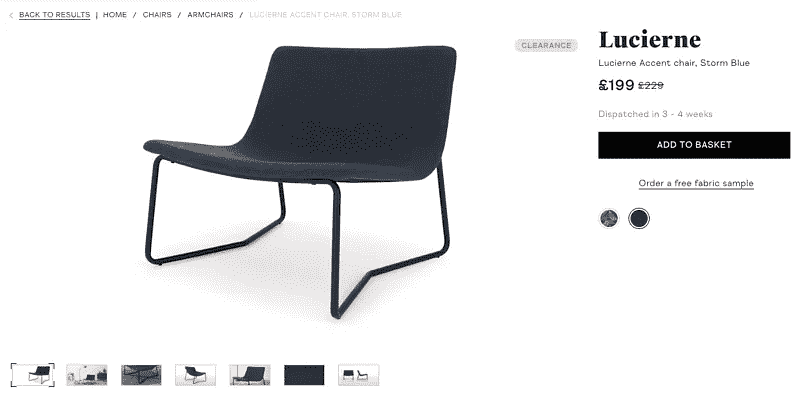 BACK TO RESULTS | HOME / CHAIRS / ARMCHAIRS / LUCIERNE ACCENT CHAIR, STORM BLUE
CLEARANCE
Lucierne
Lucierne Accent chair, Storm Blue
£199 £229
Dispatched in 3 - 4 weeks
ADD TO BASKET
Order a free fabric sample